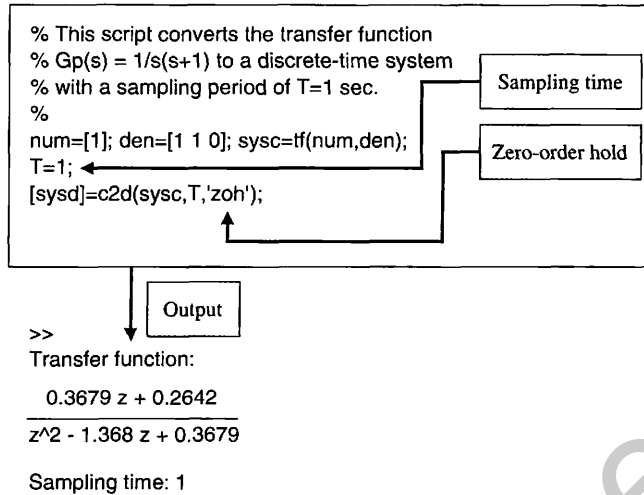 % This script converts the transfer function
% Gp(s) = 1/s(s+1) to a discrete-time system
% with a sampling period of T=1 sec.
%
num=[1]; den=[1 1 0]; sysc=tf(num,den);
T=1;
[sysd]=c2d(sysc,T,'zoh');
Sampling time
Zero-order hold
Output
>>
Transfer function:
0.3679 z + 0.2642
z^2 - 1.368 z + 0.3679
Sampling time: 1